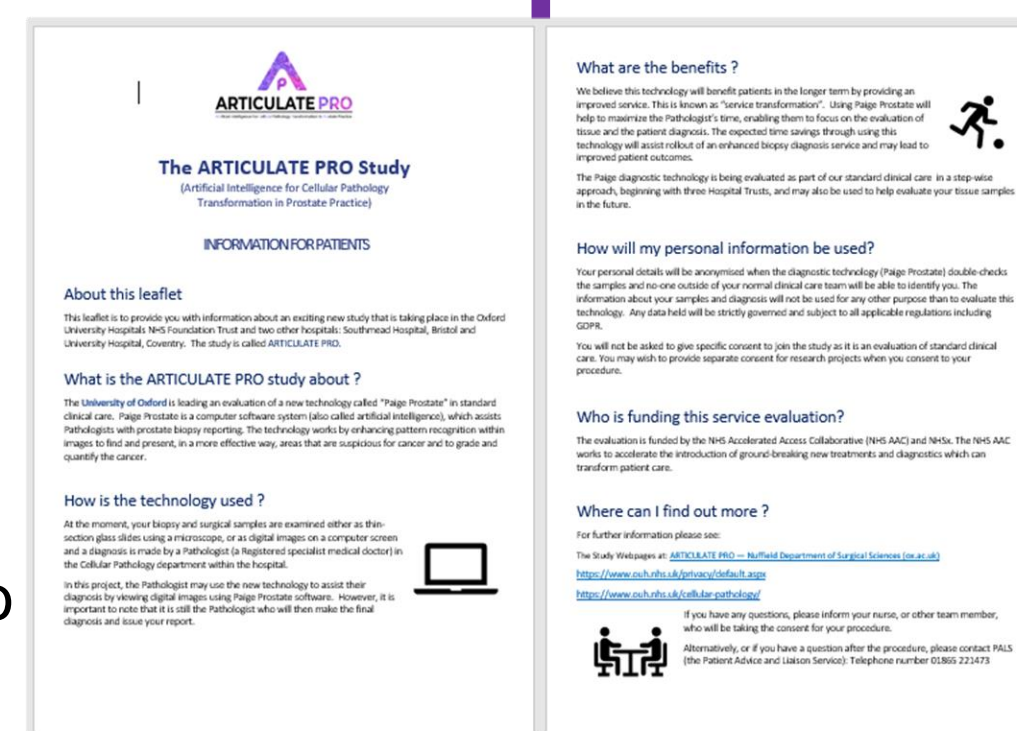 ARTICULATE PRO
The ARTICULATE PRO Study
(Artificial Intelligence for Cellular Pathology
Transformation in Prostate Practice)
INFORMATION FOR PATIENTS
About this leaflet
This leaflet is to provide you with information about an exciting new study that is taking place in the Oxford
University Hospitals NHS Foundation Trust and two other hospitals: Southmead Hospital, Bristol and
University Hospital, Coventry. The study is called ARTICULATE PRO.
What is the ARTICULATE PRO study about ?
The University of Oxford is leading an evaluation of a new technology called "Paige Prostate" in standard
clinical care. Paige Prostate is a computer software system (also called artificial intelligence), which assists
Pathologists with prostate biopsy reporting. The technology works by enhancing pattern recognition within
images to find and present, in a more effective way, areas that are suspicious for cancer and to grade and
quantify the cancer.
How is the technology used ?
At the moment, your biopsy and surgical samples are examined either as thin-
section glass slides using a microscope, or as digital images on a computer screen
and a diagnosis is made by a Pathologist (a Registered specialist medical doctor) in
the Cellular Pathology department within the hospital.
In this project, the Pathologist may use the new technology to assist their
diagnosis by viewing digital images using Paige Prostate software. However, it is
important to note that it is still the Pathologist who will then make the final
diagnosis and issue your report.
What are the benefits ?
We believe this technology will benefit patients in the longer term by providing an
improved service. This is known as "service transformation". Using Paige Prostate will
help to maximize the Pathologist's time, enabling them to focus on the evaluation of
tissue and the patient diagnosis. The expected time savings through using this
technology will assist rollout of an enhanced biopsy diagnosis service and may lead to
improved patient outcomes.
The Paige diagnostic technology is being evaluated as part of our standard clinical care in a step-wise
approach, beginning with three Hospital Trusts, and may also be used to help evaluate your tissue samples
in the future.
How will my personal information be used?
Your personal details will be anonymised when the diagnostic technology (Paige Prostate) double-checks
the samples and no-one outside of your normal clinical care team will be able to identify you. The
information about your samples and diagnosis will not be used for any other purpose than to evaluate this
technology. Any data held will be strictly governed and subject to all applicable regulations including
GDPR.
You will not be asked to give specific consent to join the study as it is an evaluation of standard clinical
care. You may wish to provide separate consent for research projects when you consent to your
procedure.
Who is funding this service evaluation?
The evaluation is funded by the NHS Accelerated Access Collaborative (NHS AAC) and NHSx. The NHS AAC
works to accelerate the introduction of ground-breaking new treatments and diagnostics which can
transform patient care.
Where can I find out more ?
For further information please see:
The Study Webpages at: ARTICULATE PRO — Nuffield Department of Surgical Sciences (ox.ac.uk)
https://www.ouh.nhs.uk/privacy/default.aspx
https://www.ouh.nhs.uk/cellular-pathology/
If you have any questions, please inform your nurse, or other team member,
who will be taking the consent for your procedure.
Alternatively, or if you have a question after the procedure, please contact PALS
(the Patient Advice and Liaison Service): Telephone number 01865 221473